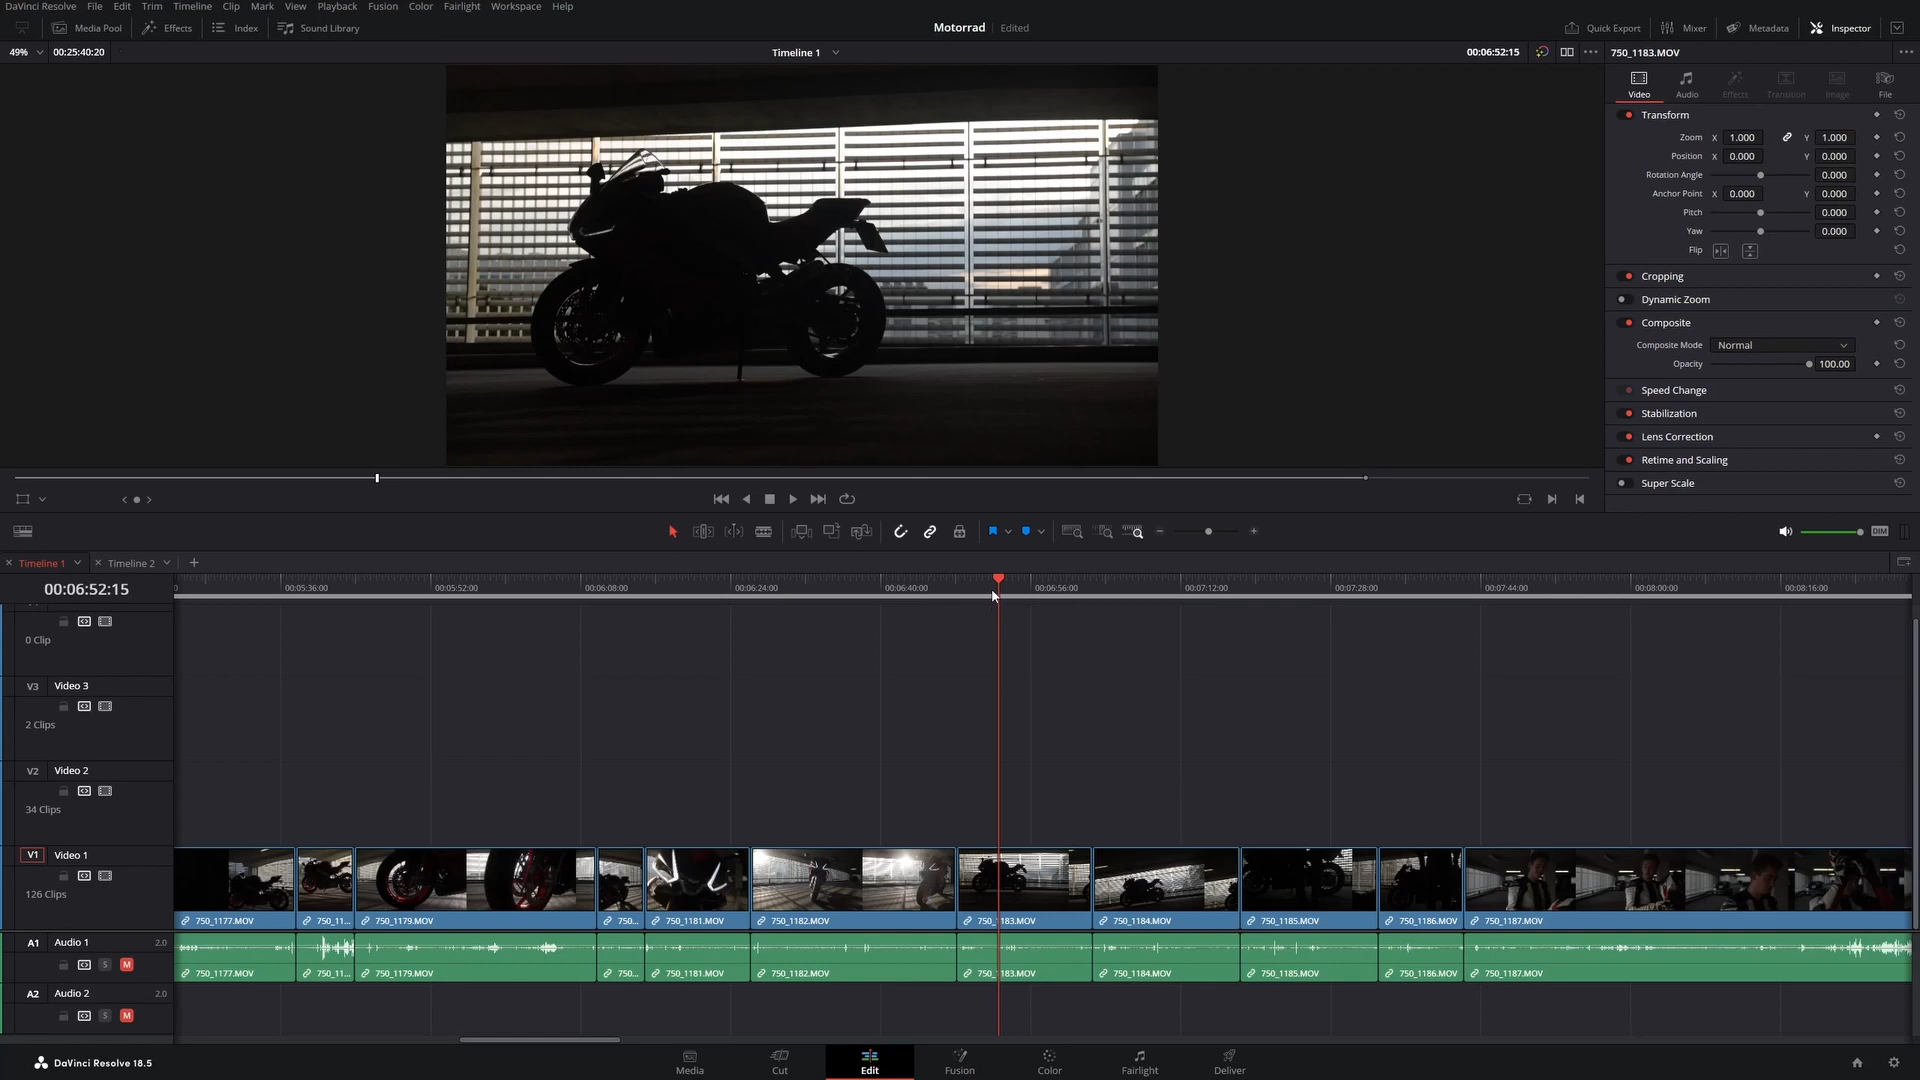 DaVinci Resolve File Edit Trim Timeline Clip Mark View Playback Fusion Color Fairlight Workspace Help
Media Pool Effects Index Sound Library Motorrad Edited Quick Export Mixer Metadata Inspector
49% 00:25:40:20 Timeline 1 00:06:52:15 750_1183.MOV
Video Audio Effects Transition Image File
Transform
Zoom X 1.000 Y 1.000
Position X 0.000 Y 0.000
Rotation Angle 0.000
Anchor Point X 0.000 Y 0.000
Pitch 0.000
Yaw 0.000
Flip
Cropping
Dynamic Zoom
Composite
Composite Mode Normal
Opacity 100.00
Speed Change
Stabilization
Lens Correction
Retime and Scaling
Super Scale
DIM
Timeline 1 Timeline 2
00:06:52:15 00:05:36:00 00:05:52:00 00:06:08:00 00:06:24:00 00:06:40:00 00:06:56:00 00:07:12:00 00:07:28:00 00:07:44:00 00:08:00:00 00:08:16:00
0 Clip
V3 Video 3
2 Clips
V2 Video 2
34 Clips
V1 Video 1
126 Clips
750_1177.MOV 750_11... 750_1179.MOV 750... 750_1181.MOV 750_1182.MOV 750_1183.MOV 750_1184.MOV 750_1185.MOV 750_1186.MOV 750_1187.MOV
A1 Audio 1 2.0
S M
750_1177.MOV 750_11... 750_1179.MOV 750... 750_1181.MOV 750_1182.MOV 750_1183.MOV 750_1184.MOV 750_1185.MOV 750_1186.MOV 750_1187.MOV
A2 Audio 2 2.0
S M
DaVinci Resolve 18.5 Media Cut Edit Fusion Color Fairlight Deliver